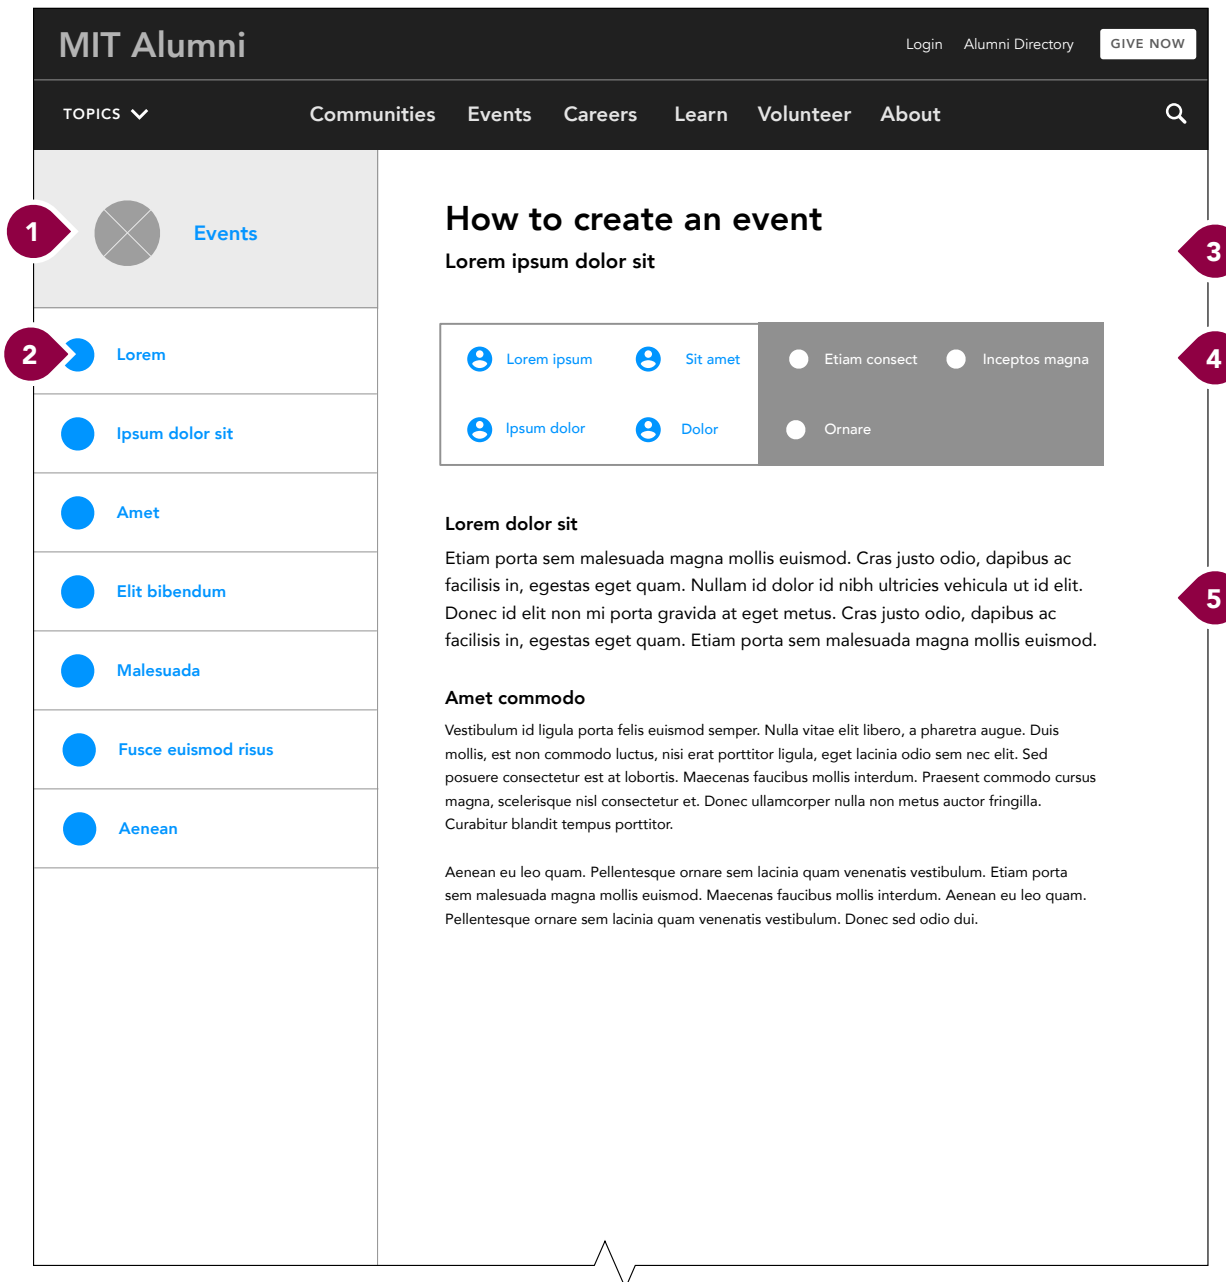 MIT Alumni
Login Alumni Directory GIVE NOW
TOPICS Communities Events Careers Learn Volunteer About
1
Events
2
Lorem
Ipsum dolor sit
Amet
Elit bibendum
Malesuada
Fusce euismod risus
Aenean
How to create an event
Lorem ipsum dolor sit
3
Lorem ipsum Sit amet Etiam consect Inceptos magna
4
Ipsum dolor Dolor Ornare
Lorem dolor sit
Etiam porta sem malesuada magna mollis euismod. Cras justo odio, dapibus ac
facilisis in, egestas eget quam. Nullam id dolor id nibh ultricies vehicula ut id elit.
5
Donec id elit non mi porta gravida at eget metus. Cras justo odio, dapibus ac
facilisis in, egestas eget quam. Etiam porta sem malesuada magna mollis euismod.
Amet commodo
Vestibulum id ligula porta felis euismod semper. Nulla vitae elit libero, a pharetra augue. Duis
mollis, est non commodo luctus, nisi erat porttitor ligula, eget lacinia odio sem nec elit. Sed
posuere consectetur est at lobortis. Maecenas faucibus mollis interdum. Praesent commodo cursus
magna, scelerisque nisl consectetur et. Donec ullamcorper nulla non metus auctor fringilla.
Curabitur blandit tempus porttitor.
Aenean eu leo quam. Pellentesque ornare sem lacinia quam venenatis vestibulum. Etiam porta
sem malesuada magna mollis euismod. Maecenas faucibus mollis interdum. Aenean eu leo quam.
Pellentesque ornare sem lacinia quam venenatis vestibulum. Donec sed odio dui.